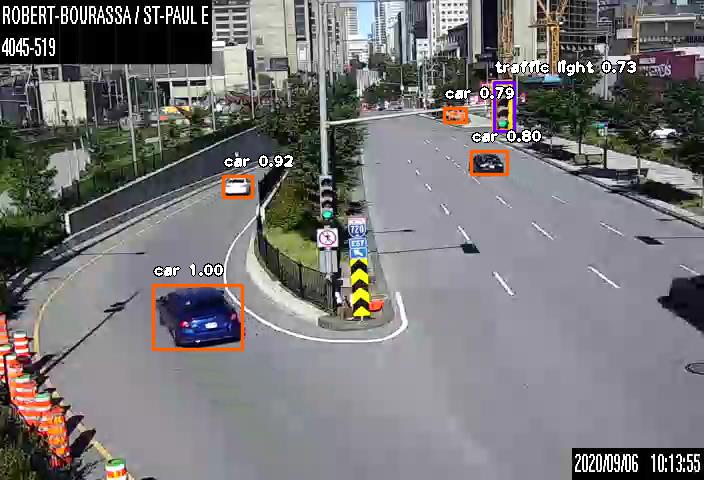 ROBERT-BOURASSA / ST-PAUL E
4045-519
traffic light 0.73
car 0.79
car 0.80
car 0.92
720
EST
car 1.00
2020/09/06 10:13:55